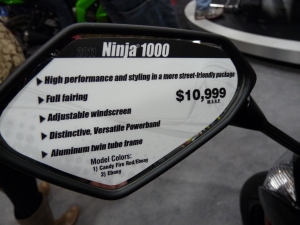 Ninja® 1000
High performance and styling in a more street-friendly package
Full fairing
$10,999
M.S.R.P.
Adjustable windscreen
Distinctive, Versatile Powerband
Aluminum twin tube frame
Model Colors:
1) Candy Fire Red/Ebony
2) Ebony